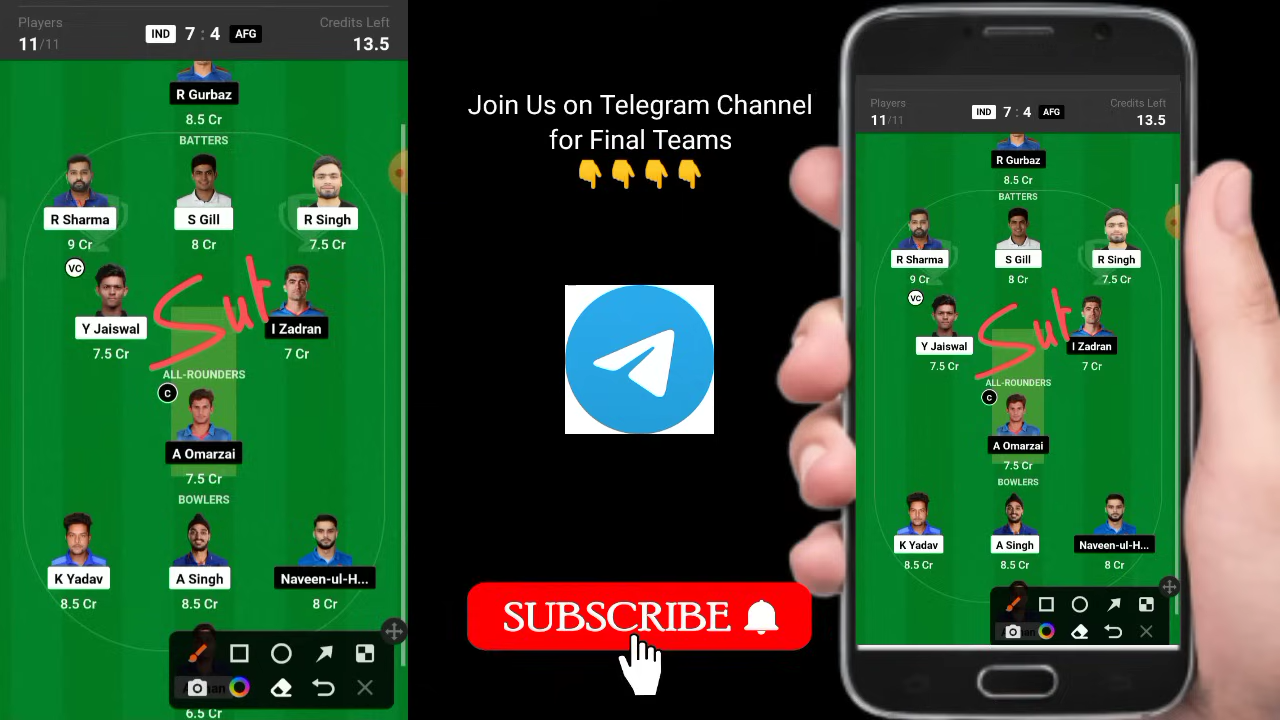 Players
11/11
IND 7 : 4 AFG
Credits Left
13.5
R Gurbaz
8.5 Cr
BATTERS
R Sharma
S Gill
R Singh
9 Cr
8 Cr
7.5 Cr
VC
Y Jaiswal
I Zadran
7.5 Cr
7 Cr
Sut
ALL-ROUNDERS
C
A Omarzai
7.5 Cr
BOWLERS
K Yadav
A Singh
Naveen-ul-H...
8.5 Cr
8.5 Cr
8 Cr
6.5 Cr
Join Us on Telegram Channel
for Final Teams
👇👇👇👇
SUBSCRIBE
Players
11/11
IND 7 : 4 AFG
Credits Left
13.5
R Gurbaz
8.5 Cr
BATTERS
R Sharma
S Gill
R Singh
9 Cr
8 Cr
7.5 Cr
VC
Y Jaiswal
I Zadran
7.5 Cr
7 Cr
Sut
ALL-ROUNDERS
C
A Omarzai
7.5 Cr
BOWLERS
K Yadav
A Singh
Naveen-ul-H...
8.5 Cr
8.5 Cr
8 Cr